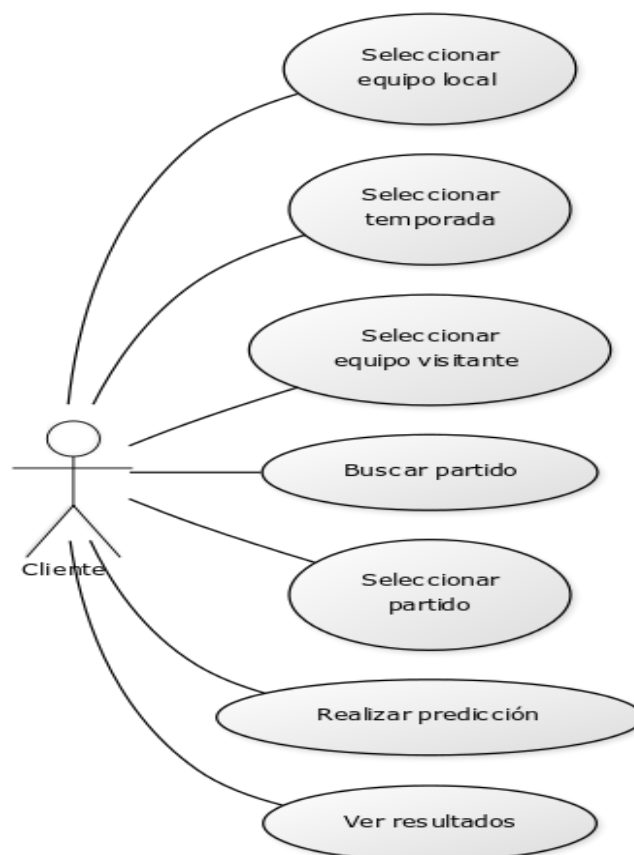 Seleccionar
equipo local
Seleccionar
temporada
Seleccionar
equipo visitante
Buscar partido
Seleccionar
partido
Cliente
Realizar predicción
Ver resultados